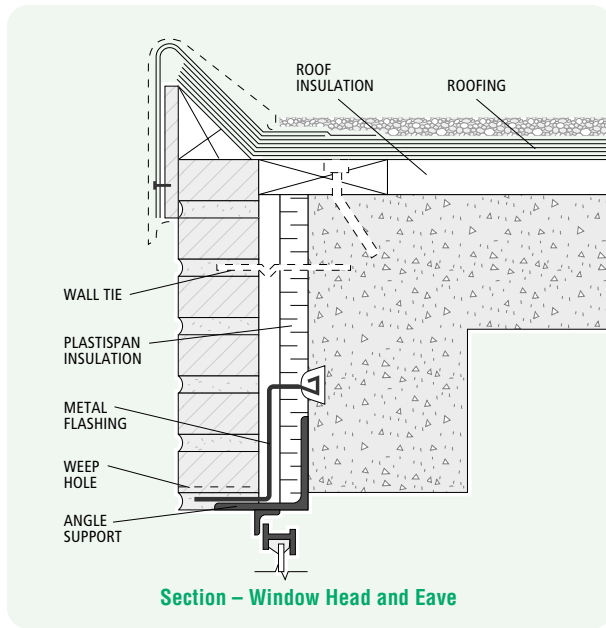 ROOF
INSULATION
ROOFING
WALL TIE
PLASTISPAN
INSULATION
METAL
FLASHING
WEEP
HOLE
ANGLE
SUPPORT
Section – Window Head and Eave